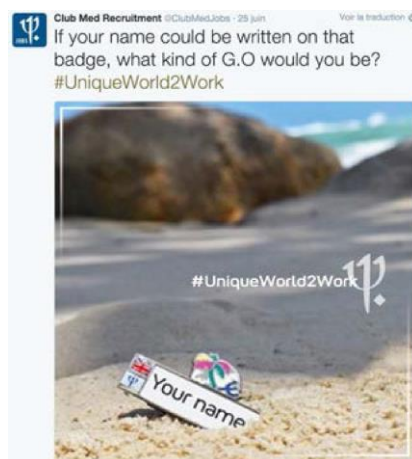 Club Med Recruitment @ClubMedJobs · 25 juin
Voir la traduction
If your name could be written on that
badge, what kind of G.O would you be?
#UniqueWorld2Work
#UniqueWorld2Work
Your name